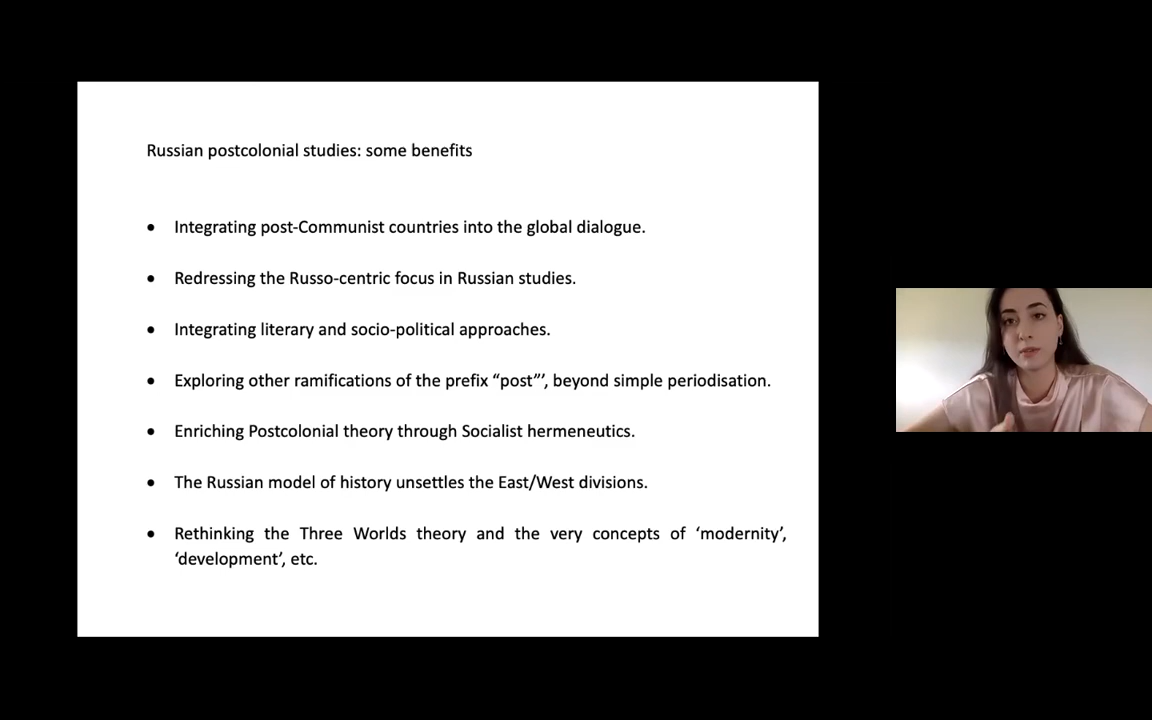 Russian postcolonial studies: some benefits
• Integrating post-Communist countries into the global dialogue.
• Redressing the Russo-centric focus in Russian studies.
• Integrating literary and socio-political approaches.
• Exploring other ramifications of the prefix “post”’, beyond simple periodisation.
• Enriching Postcolonial theory through Socialist hermeneutics.
• The Russian model of history unsettles the East/West divisions.
• Rethinking the Three Worlds theory and the very concepts of ‘modernity’,
‘development’, etc.